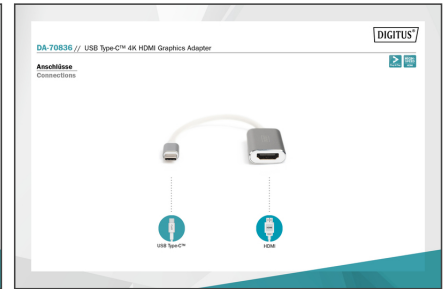 DIGITUS®
DA-70836 // USB Type-C™ 4K HDMI Graphics Adapter
Anschlüsse
Connections
USB Type-C™
HDMI